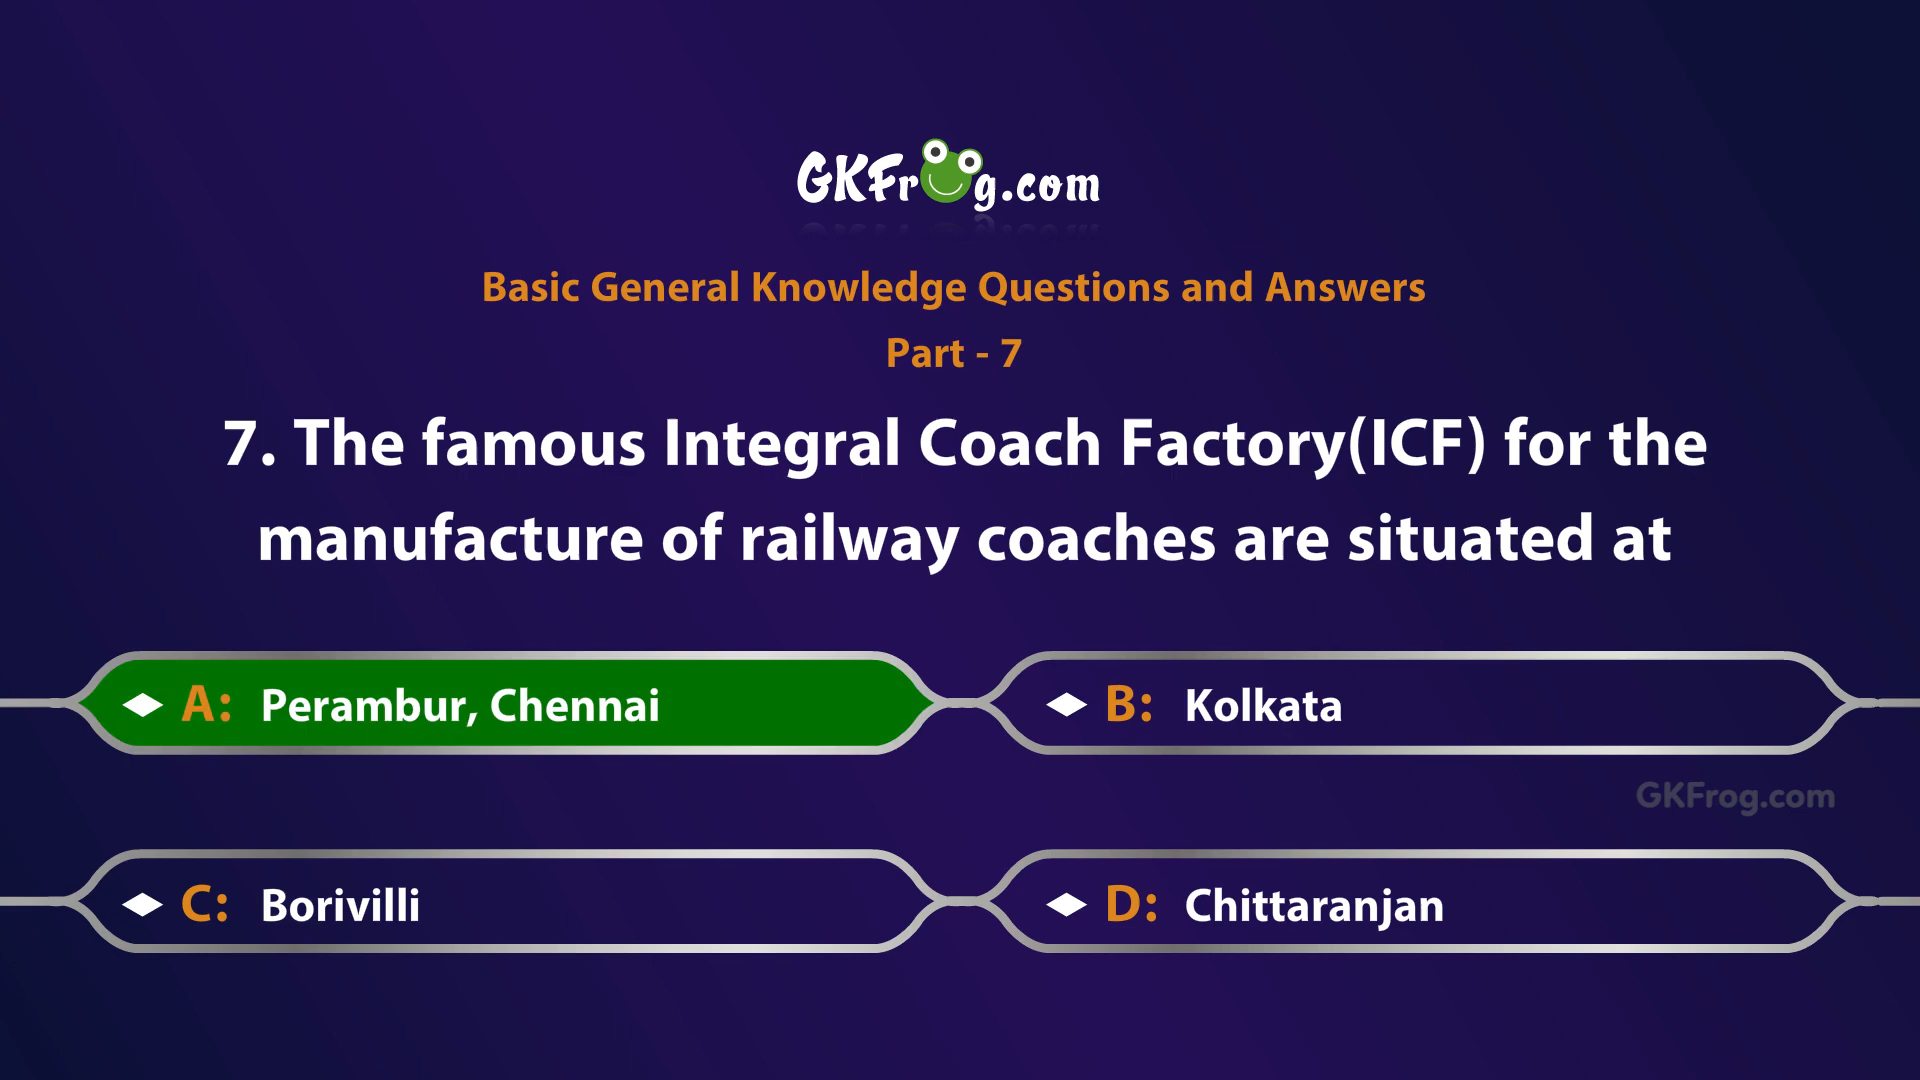 GKFrog.com
Basic General Knowledge Questions and Answers
Part - 7
7. The famous Integral Coach Factory(ICF) for the
manufacture of railway coaches are situated at
A: Perambur, Chennai
B: Kolkata
GKFrog.com
C: Borivilli
D: Chittaranjan